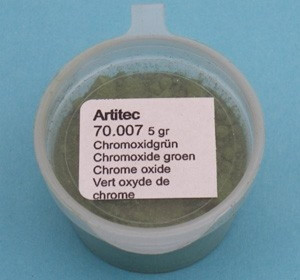 Artitec
70.007 5 gr
Chromoxidgrün
Chromoxide groen
Chrome oxide
Vert oxyde de
chrome